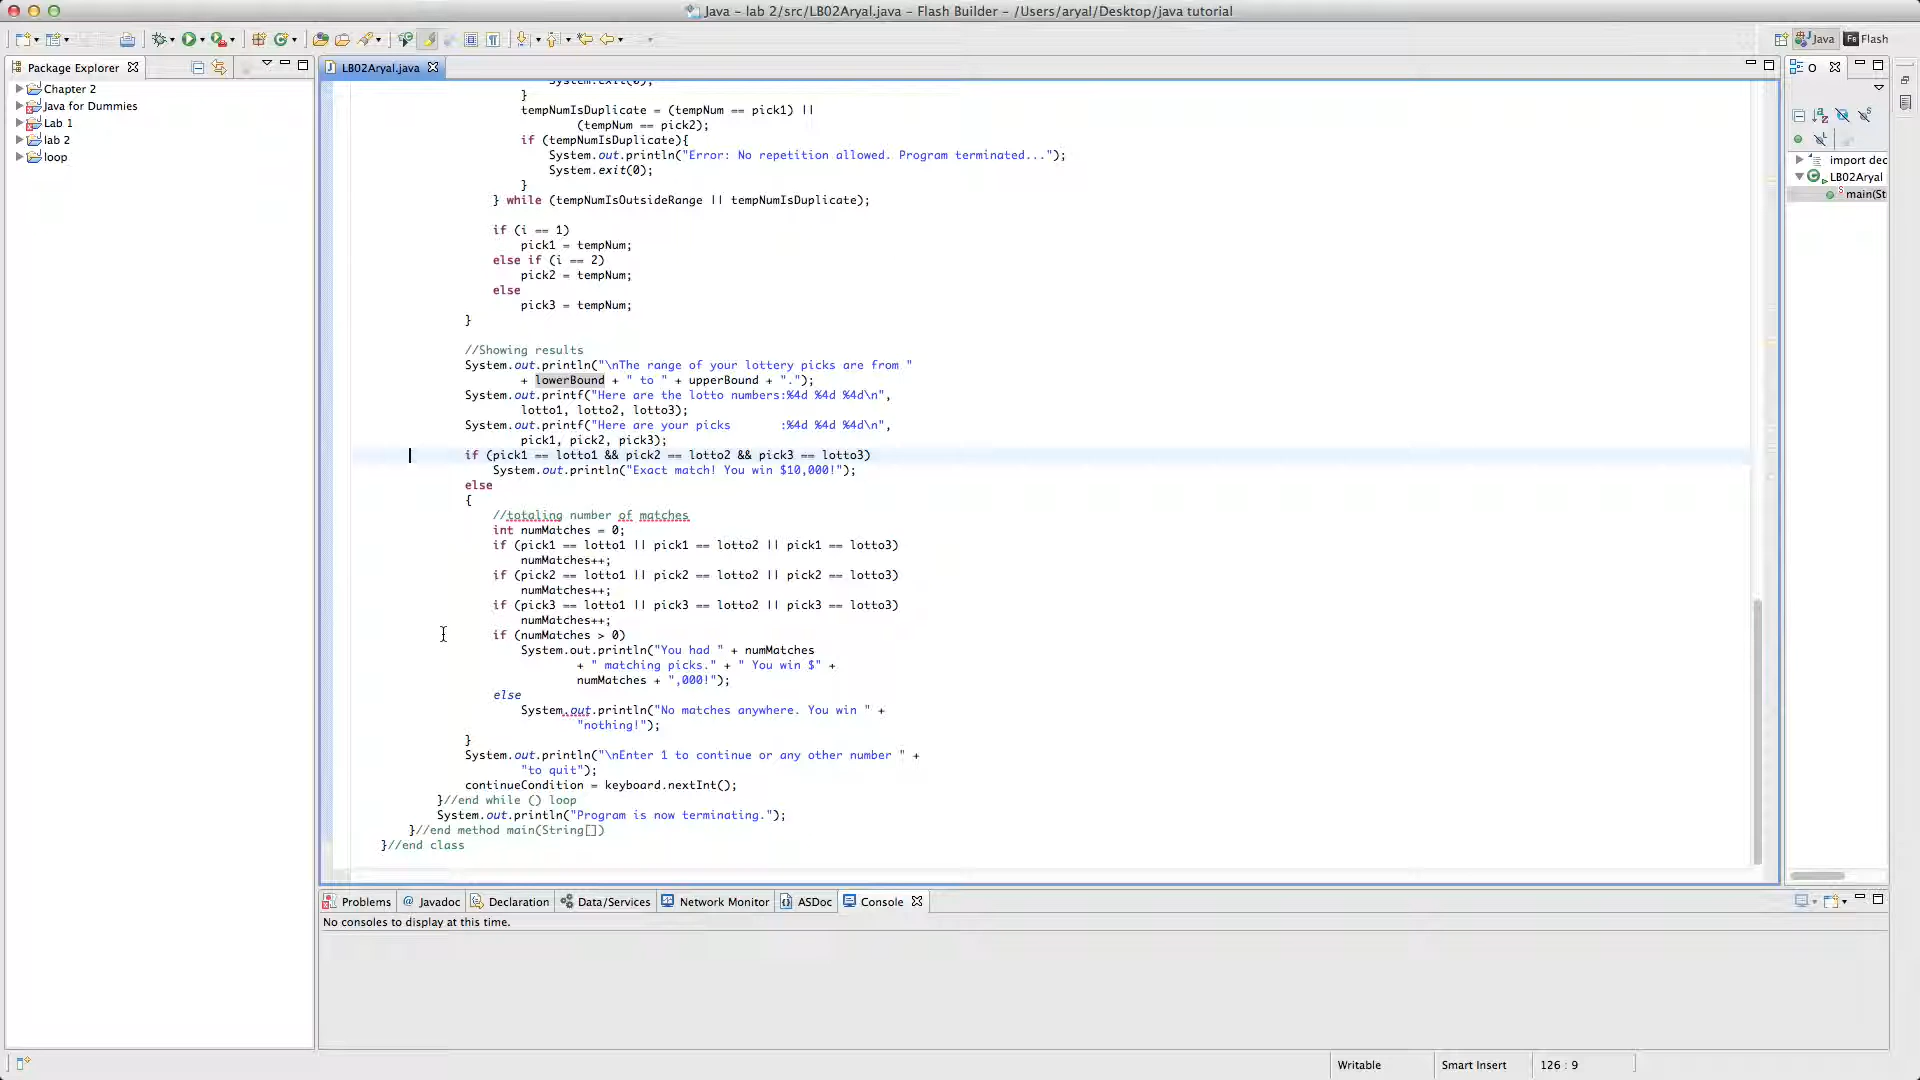 Java – lab 2/src/LB02Aryal.java – Flash Builder – /Users/aryal/Desktop/java tutorial
Java
Fb Flash
Package Explorer
Chapter 2
Java for Dummies
Lab 1
lab 2
loop
LB02Aryal.java
System.exit(0);
}
tempNumIsDuplicate = (tempNum == pick1) ||
(tempNum == pick2);
if (tempNumIsDuplicate){
System.out.println("Error: No repetition allowed. Program terminated...");
System.exit(0);
}
} while (tempNumIsOutsideRange || tempNumIsDuplicate);
if (i == 1)
pick1 = tempNum;
else if (i == 2)
pick2 = tempNum;
else
pick3 = tempNum;
}
//Showing results
System.out.println("\nThe range of your lottery picks are from "
+ lowerBound + " to " + upperBound + ".");
System.out.printf("Here are the lotto numbers:%4d %4d %4d\n",
lotto1, lotto2, lotto3);
System.out.printf("Here are your picks       :%4d %4d %4d\n",
pick1, pick2, pick3);
if (pick1 == lotto1 && pick2 == lotto2 && pick3 == lotto3)
System.out.println("Exact match! You win $10,000!");
else
{
//totaling number of matches
int numMatches = 0;
if (pick1 == lotto1 || pick1 == lotto2 || pick1 == lotto3)
numMatches++;
if (pick2 == lotto1 || pick2 == lotto2 || pick2 == lotto3)
numMatches++;
if (pick3 == lotto1 || pick3 == lotto2 || pick3 == lotto3)
numMatches++;
if (numMatches > 0)
System.out.println("You had " + numMatches
+ " matching picks." + " You win $" +
numMatches + ",000!");
else
System.out.println("No matches anywhere. You win " +
"nothing!");
}
System.out.println("\nEnter 1 to continue or any other number " +
"to quit");
continueCondition = keyboard.nextInt();
}//end while () loop
System.out.println("Program is now terminating.");
}//end method main(String[])
}//end class
O
import dec
LB02Aryal
main(St
Problems
@ Javadoc
Declaration
Data/Services
Network Monitor
ASDoc
Console
No consoles to display at this time.
Writable
Smart Insert
126 : 9